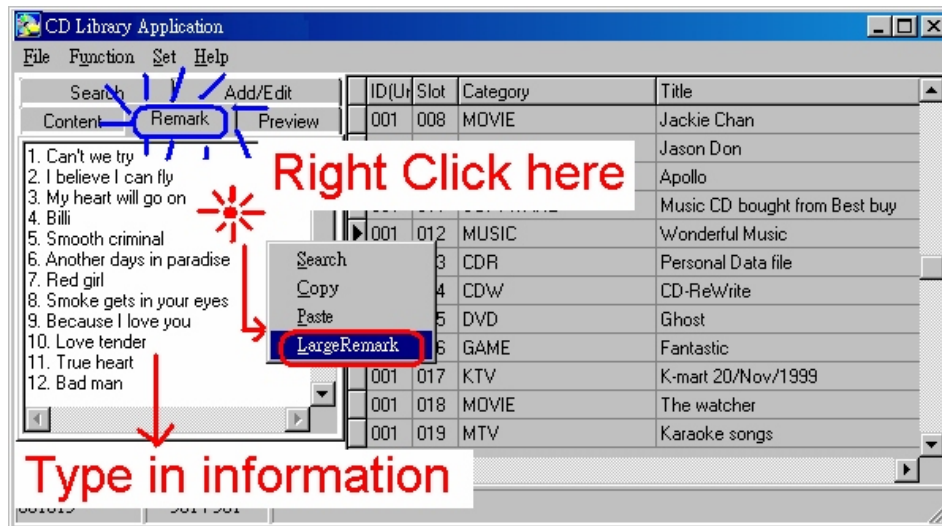 CD Library Application
File Function Set Help
Search Add/Edit
Content Remark Preview
1. Can't we try
2. I believe I can fly
3. My heart will go on
4. Billi
5. Smooth criminal
6. Another days in paradise
7. Red girl
8. Smoke gets in your eyes
9. Because I love you
10. Love tender
11. True heart
12. Bad man
Right Click here
Search
Copy
Paste
LargeRemark
Type in information
ID(Ur Slot Category Title
001 008 MOVIE Jackie Chan
Jason Don
Apollo
Music CD bought from Best buy
001 012 MUSIC Wonderful Music
3 CDR Personal Data file
4 CDW CD-ReWrite
5 DVD Ghost
6 GAME Fantastic
001 017 KTV K-mart 20/Nov/1999
001 018 MOVIE The watcher
001 019 MTV Karaoke songs